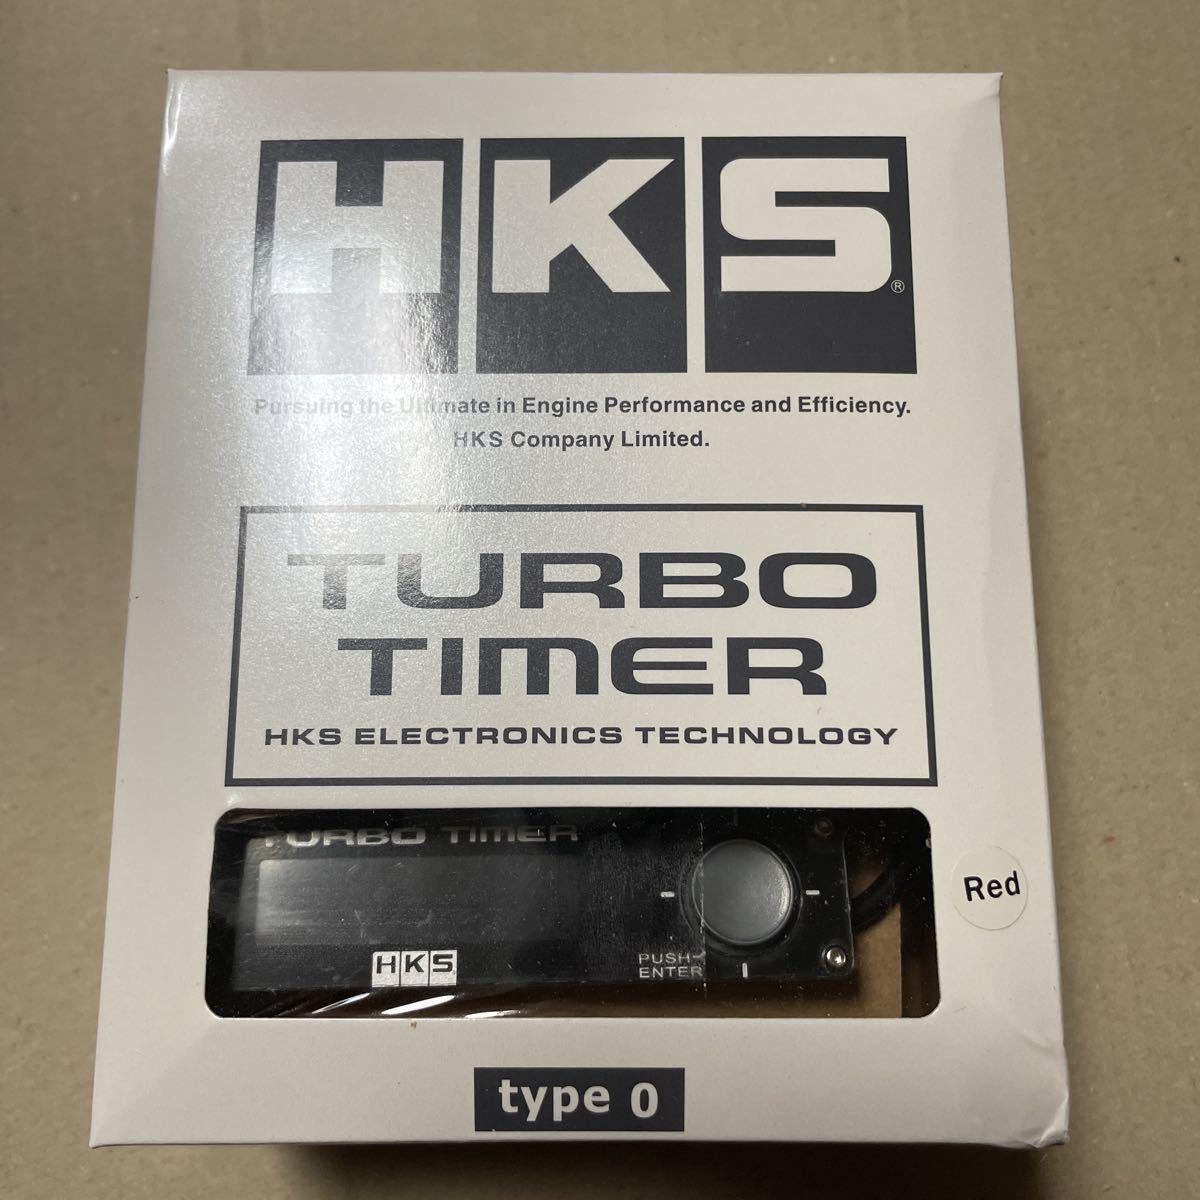 HKS®
Pursuing the Ultimate in Engine Performance and Efficiency.
HKS Company Limited.
TURBO
TIMER
HKS ELECTRONICS TECHNOLOGY
TURBO TIMER
HKS
PUSH-
ENTER
Red
type 0